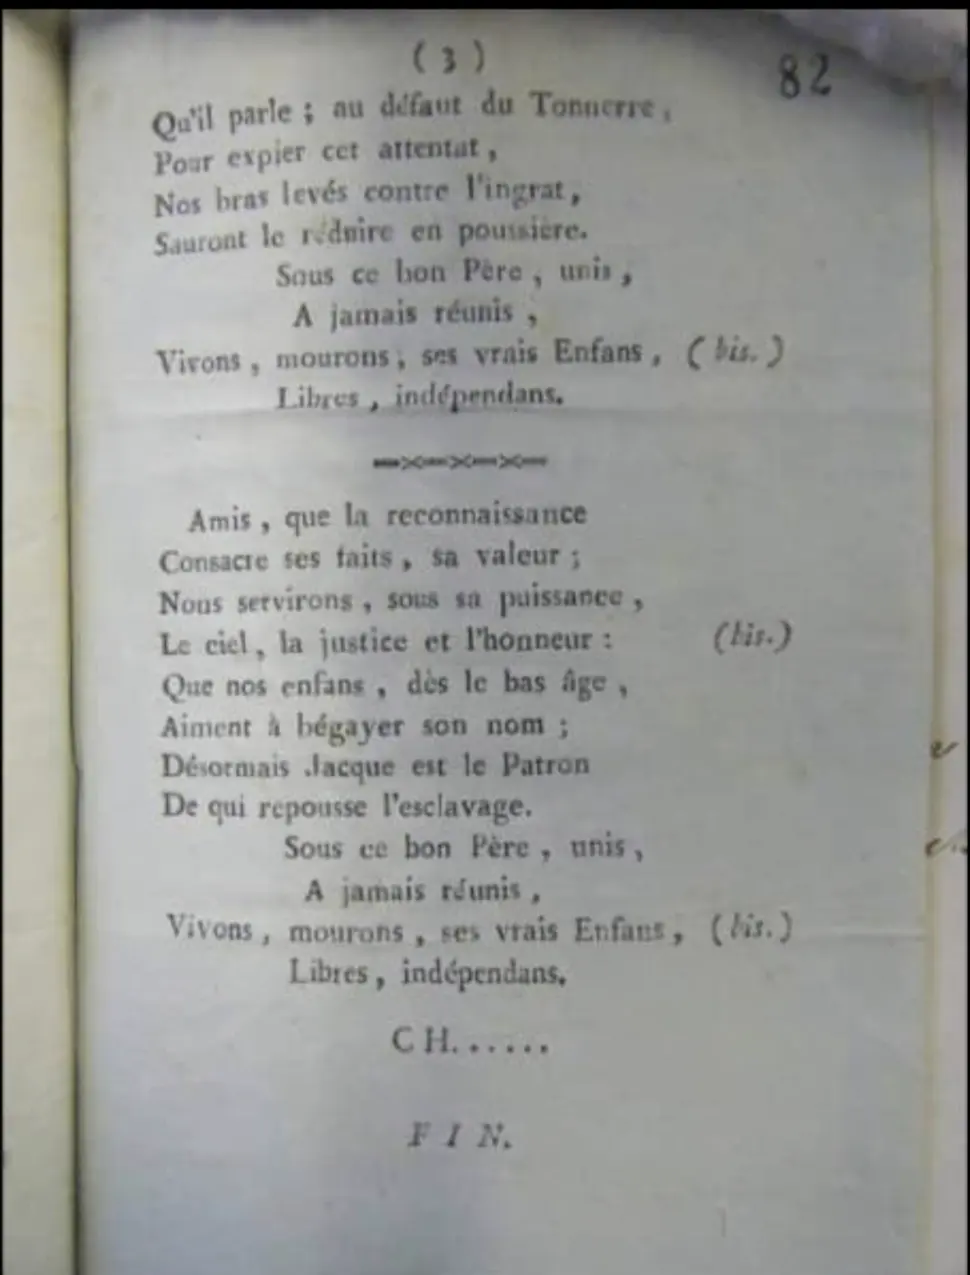 ( 3 )
82
Qu'il parle ; au défaut du Tonnerre,
Pour expier cet attentat,
Nos bras levés contre l'ingrat,
Sauront le réduire en poussière.
Sous ce bon Père, unis,
A jamais réunis,
Vivons, mourons, ses vrais Enfans, ( bis. )
Libres, indépendans.
Amis, que la reconnaissance
Consacre ses faits, sa valeur ;
Nous servirons, sous sa puissance,
Le ciel, la justice et l'honneur : (bis.)
Que nos enfans, dès le bas âge,
Aiment à bégayer son nom ;
Désormais Jacque est le Patron
De qui repousse l'esclavage.
Sous ce bon Père, unis,
A jamais réunis,
Vivons, mourons, ses vrais Enfans, ( bis. )
Libres, indépendans.
CH......
FIN.